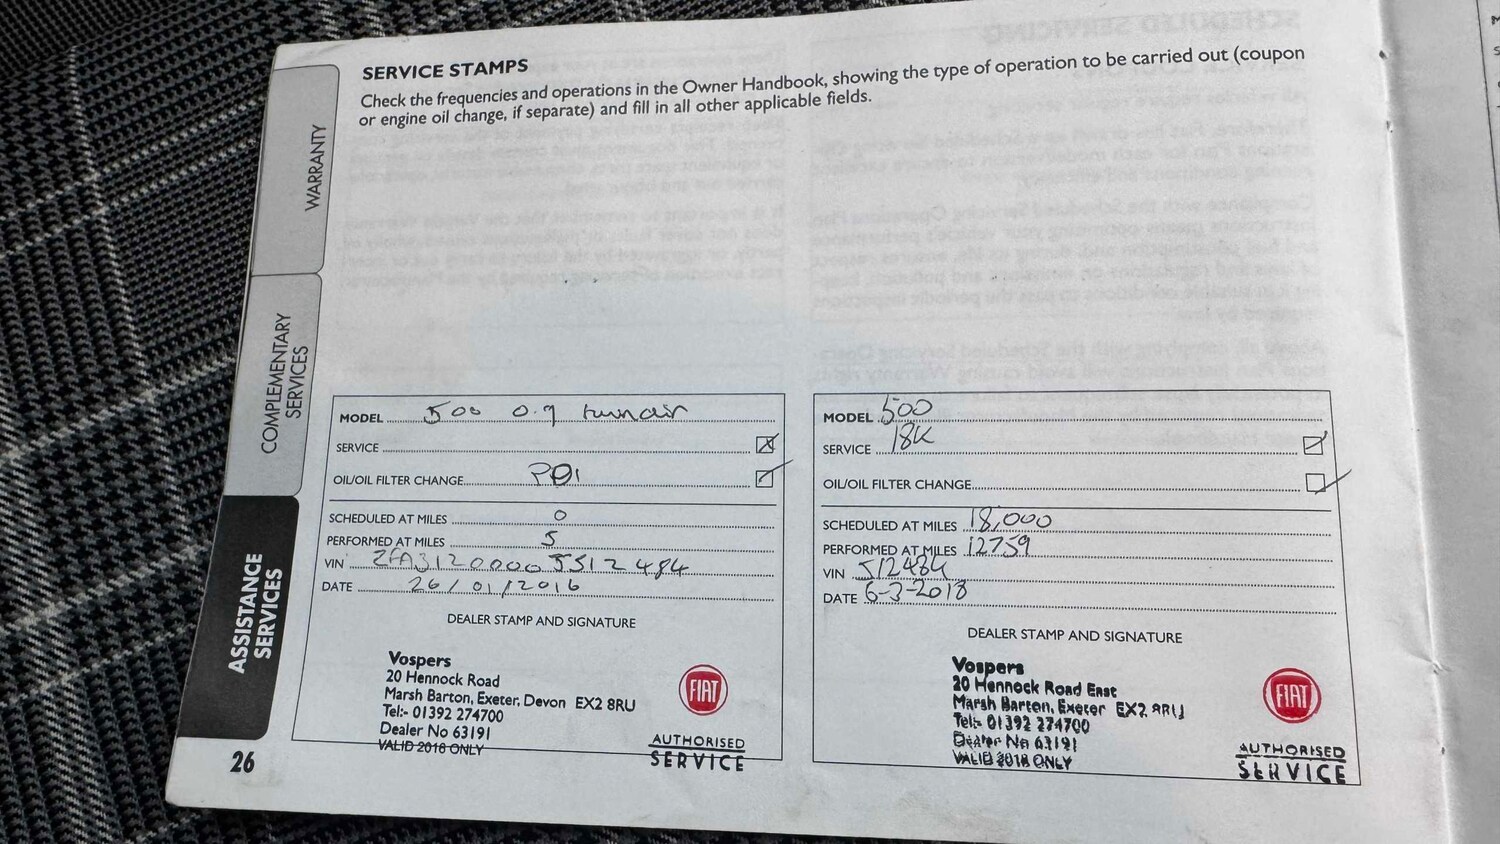 SERVICE STAMPS
Check the frequencies and operations in the Owner Handbook, showing the type of operation to be carried out (coupon
or engine oil change, if separate) and fill in all other applicable fields.
WARRANTY
COMPLEMENTARY
SERVICES
ASSISTANCE
SERVICES
MODEL 500 0.9 twinair
SERVICE
OIL/OIL FILTER CHANGE PDI
SCHEDULED AT MILES 0
PERFORMED AT MILES 5
VIN ZFA3120000J512484
DATE 26/01/2016
DEALER STAMP AND SIGNATURE
Vospers
20 Hennock Road
Marsh Barton, Exeter, Devon EX2 8RU
Tel:- 01392 274700
Dealer No 63191
VALID 2016 ONLY
FIAT
AUTHORISED
SERVICE
MODEL 500
SERVICE 18K
OIL/OIL FILTER CHANGE
SCHEDULED AT MILES 18,000
PERFORMED AT MILES 12759
VIN J12484
DATE 6-3-2018
DEALER STAMP AND SIGNATURE
Vospers
20 Hennock Road East
Marsh Barton, Exeter EX2 8RU
Tel:- 01392 274700
Dealer No 63191
VALID 2018 ONLY
FIAT
AUTHORISED
SERVICE
26